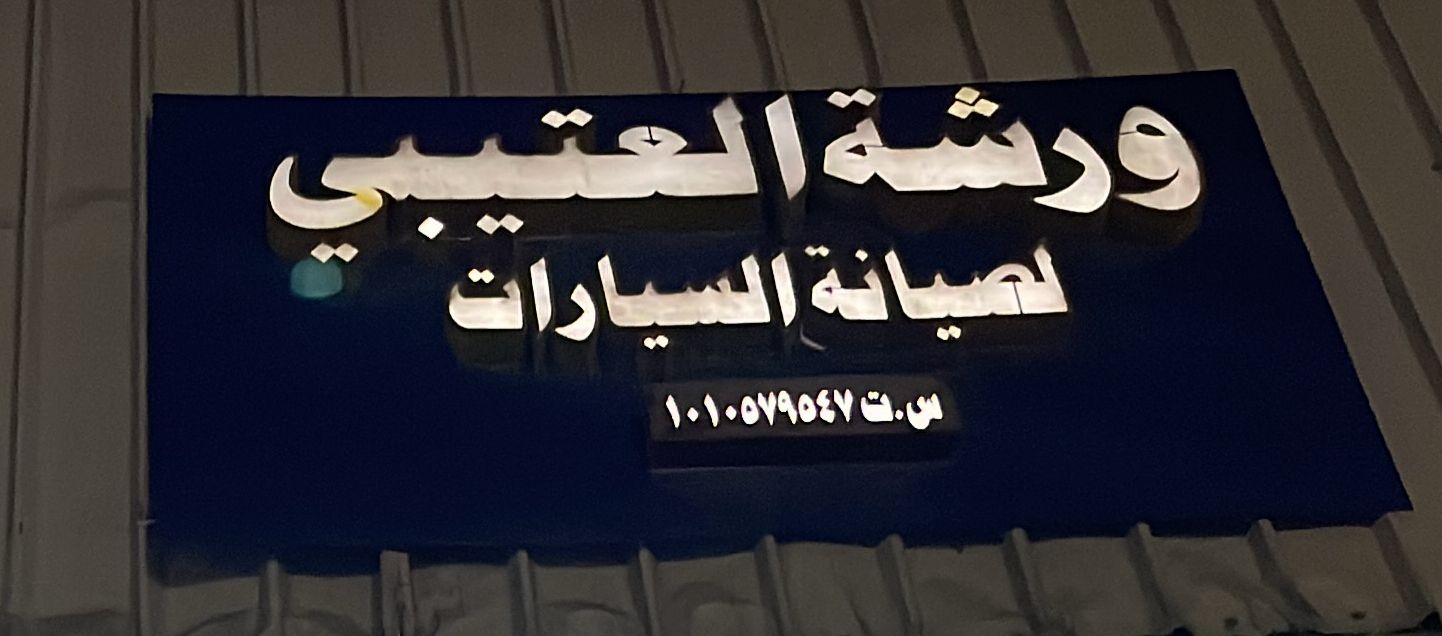 ورشة العتيبي
لصيانة السيارات
س.ت ١٠١٠٥٧٩٥٤٧